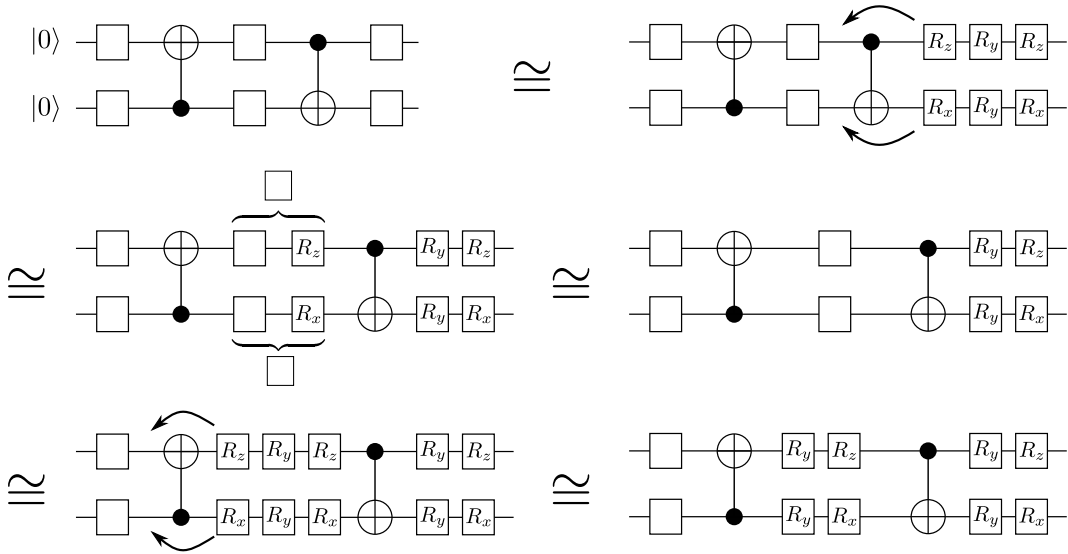 |0⟩
|0⟩
≅
R_z R_y R_z
R_x R_y R_x
≅
R_z R_y R_z
R_x R_y R_x
≅
R_y R_z
R_y R_x
≅
R_z R_y R_z R_y R_z
R_x R_y R_x R_y R_x
≅
R_y R_z R_y R_z
R_y R_x R_y R_x